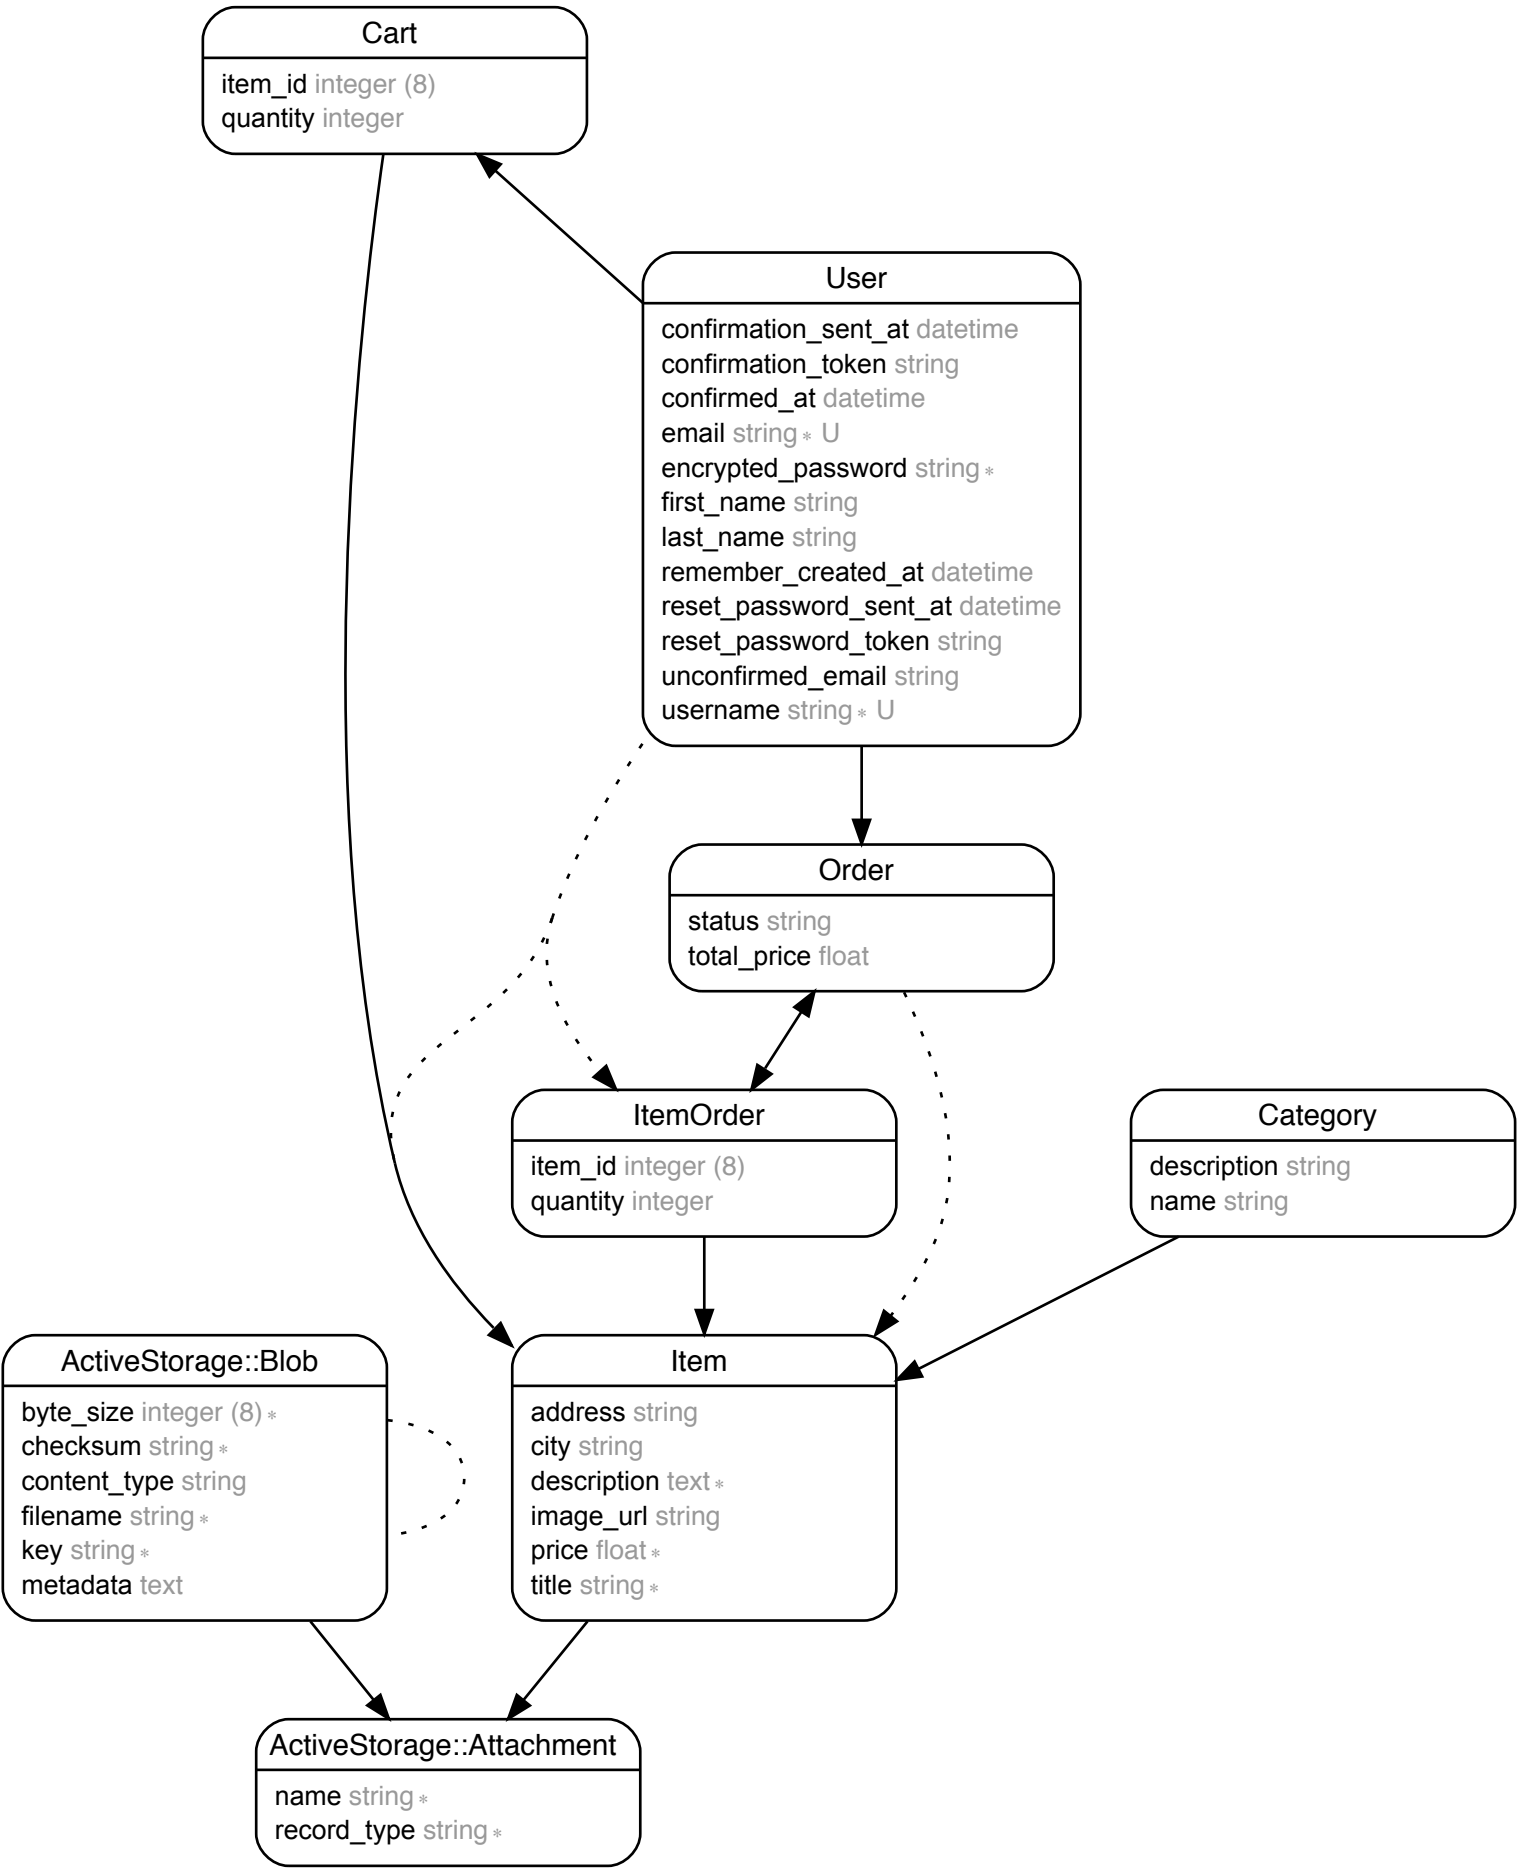 Cart
item_id integer (8)
quantity integer
User
confirmation_sent_at datetime
confirmation_token string
confirmed_at datetime
email string * U
encrypted_password string *
first_name string
last_name string
remember_created_at datetime
reset_password_sent_at datetime
reset_password_token string
unconfirmed_email string
username string * U
Order
status string
total_price float
ItemOrder
item_id integer (8)
quantity integer
Category
description string
name string
ActiveStorage::Blob
byte_size integer (8) *
checksum string *
content_type string
filename string *
key string *
metadata text
Item
address string
city string
description text *
image_url string
price float *
title string *
ActiveStorage::Attachment
name string *
record_type string *